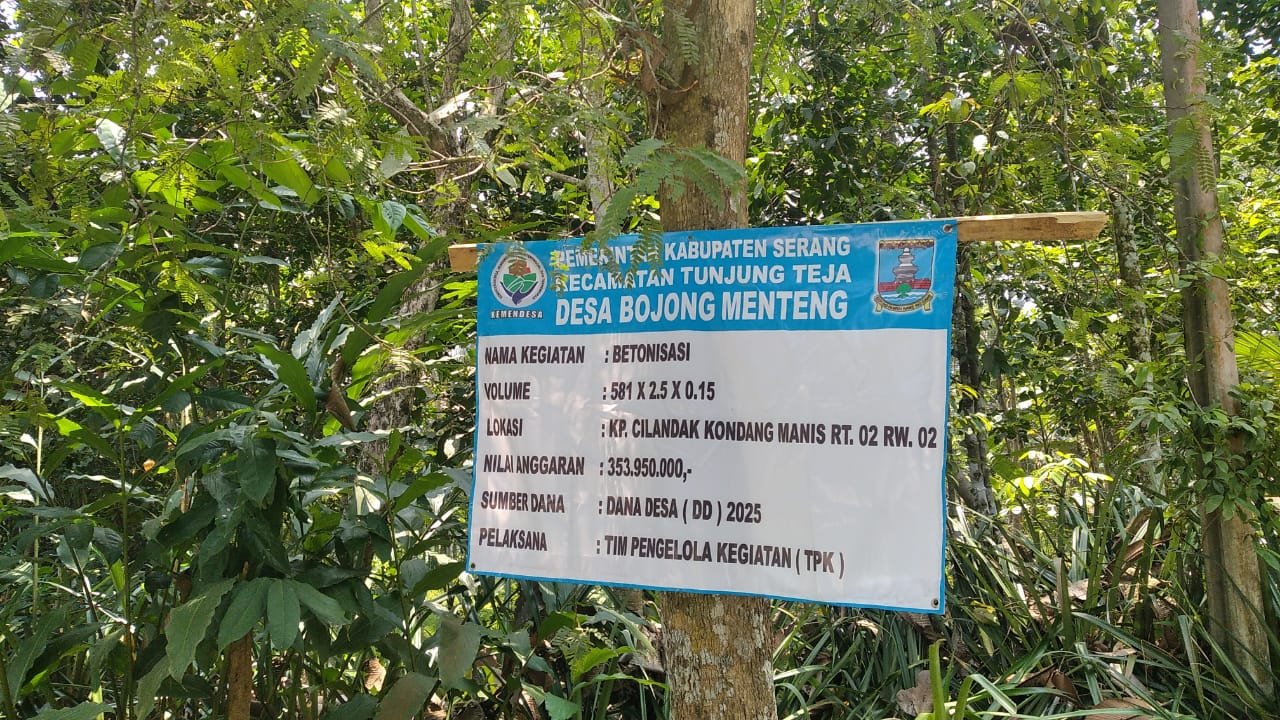 PEMERINTAH KABUPATEN SERANG
KECAMATAN TUNJUNG TEJA
DESA BOJONG MENTENG
KEMENDESA
NAMA KEGIATAN : BETONISASI
VOLUME : 581 X 2.5 X 0.15
LOKASI : KP. CILANDAK KONDANG MANIS RT. 02 RW. 02
NILAI ANGGARAN : 353.950.000,-
SUMBER DANA : DANA DESA ( DD ) 2025
PELAKSANA : TIM PENGELOLA KEGIATAN ( TPK )